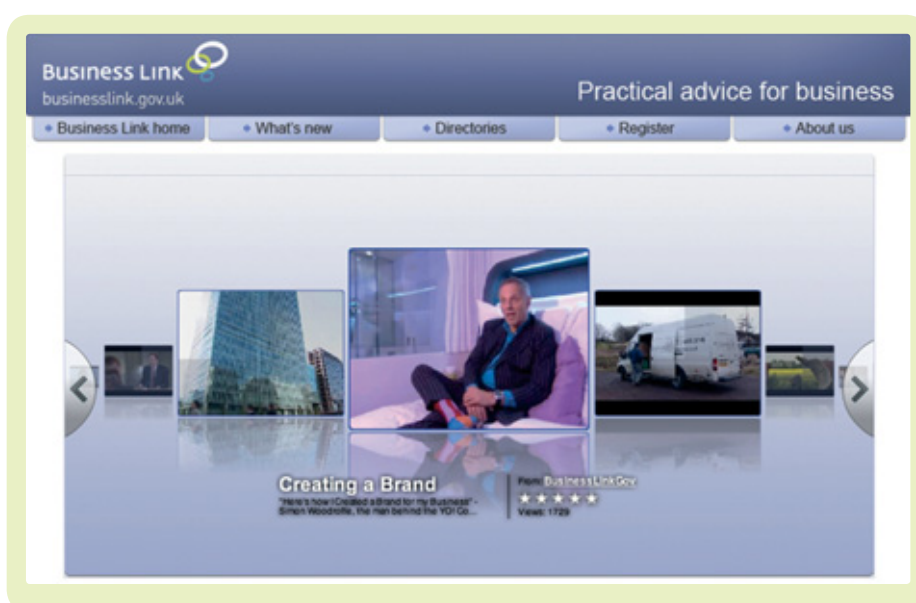 Business Link
businesslink.gov.uk
Practical advice for business
Business Link home
What's new
Directories
Register
About us
Creating a Brand
"Here's how I Created a Brand for my Business" -
Simon Woodroffe, the man behind the YO! Co...
From: BusinessLinkGov
Views: 1729